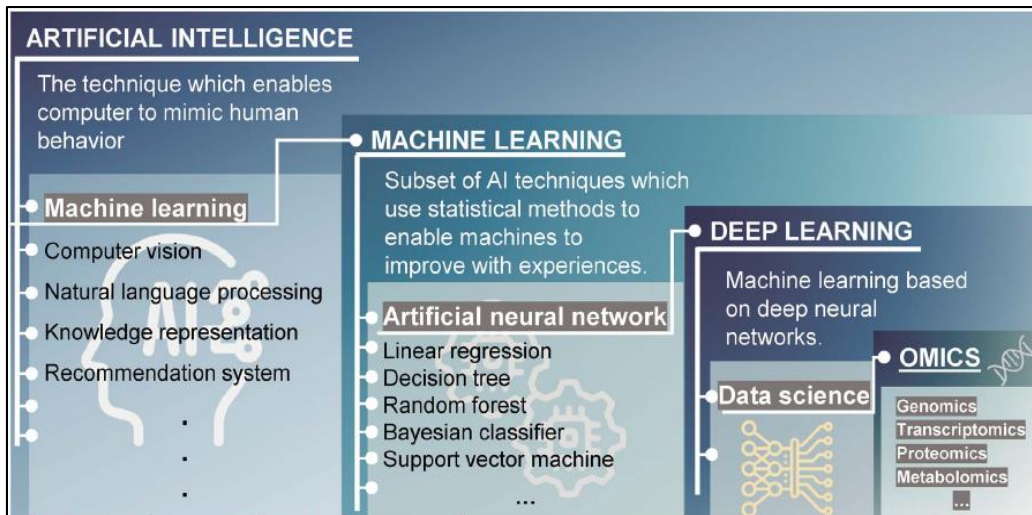 ARTIFICIAL INTELLIGENCE
The technique which enables
computer to mimic human
behavior
Machine learning
Computer vision
Natural language processing
Knowledge representation
Recommendation system
.
.
.
AI
MACHINE LEARNING
Subset of AI techniques which
use statistical methods to
enable machines to
improve with experiences.
Artificial neural network
Linear regression
Decision tree
Random forest
Bayesian classifier
Support vector machine
...
DEEP LEARNING
Machine learning based
on deep neural
networks.
Data science
OMICS
Genomics
Transcriptomics
Proteomics
Metabolomics
...